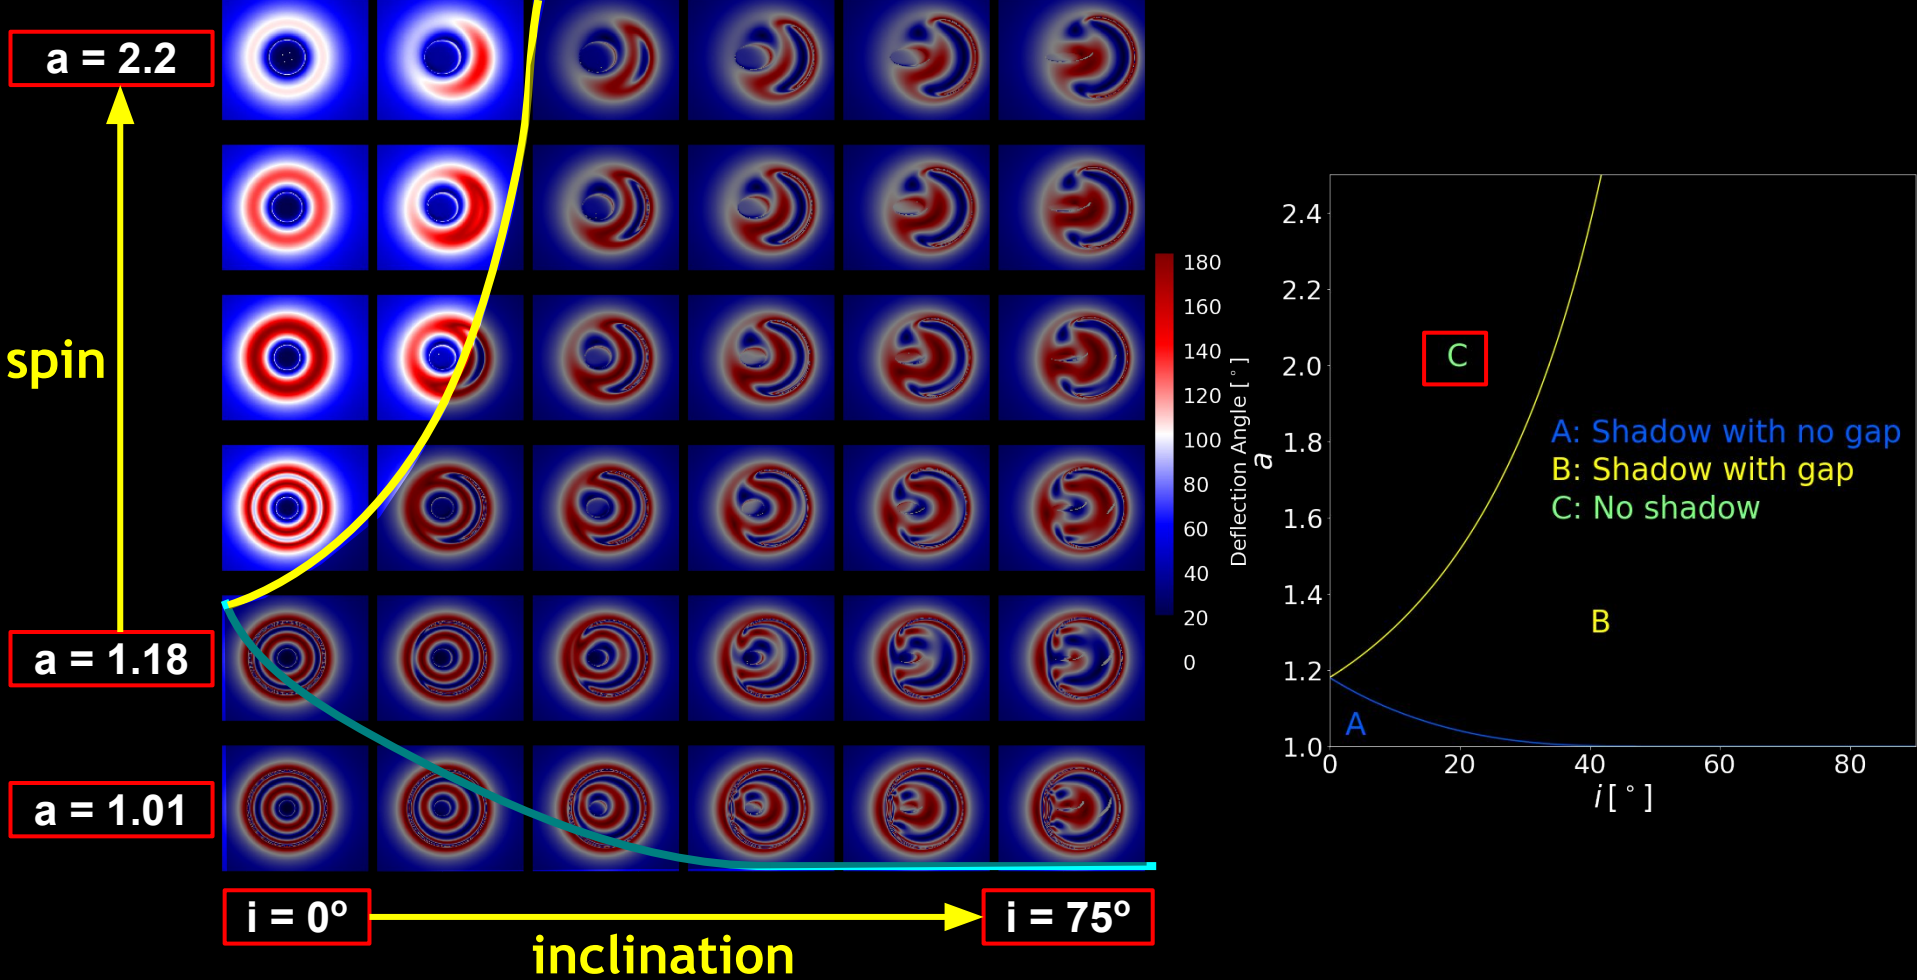 a = 2.2
spin
a = 1.18
a = 1.01
i = 0º
i = 75º
inclination
180
160
140
120
100
80
60
40
20
0
Deflection Angle [°]
a
2.4
2.2
2.0
1.8
1.6
1.4
1.2
1.0
C
A: Shadow with no gap
B: Shadow with gap
C: No shadow
B
A
0
20
40
60
80
i [°]